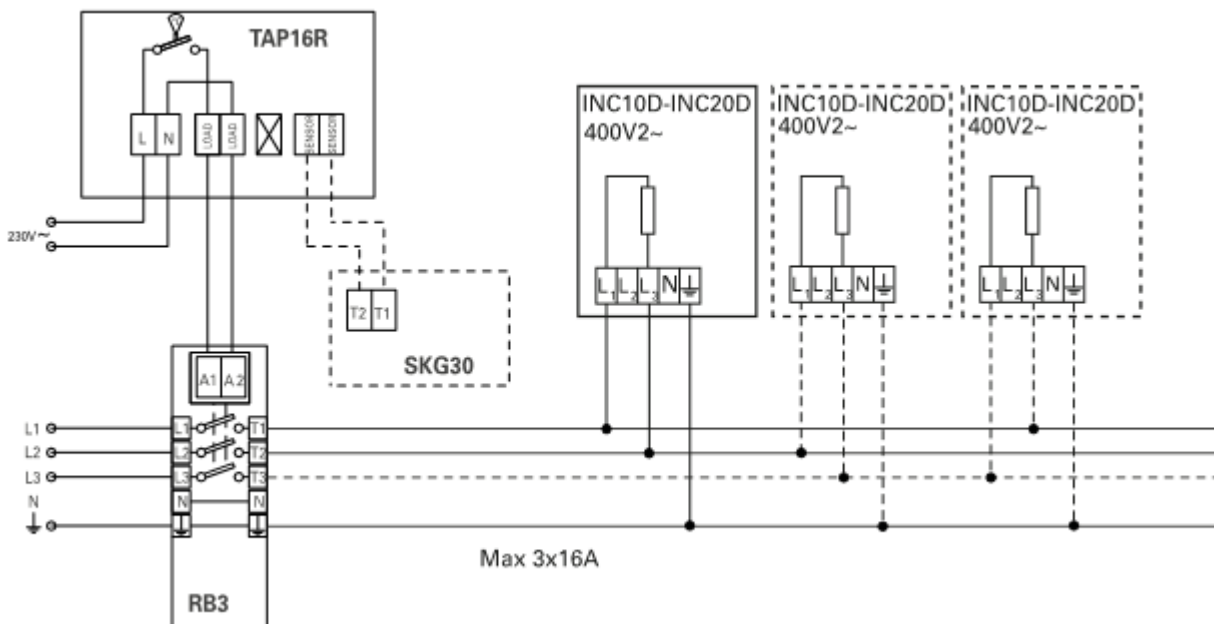 TAP16R
L N LOAD LOAD SENSOR SENSOR
230V~
T2 T1
SKG30
INC10D-INC20D
400V2~
L1 L2 L3 N
INC10D-INC20D
400V2~
L1 L2 L3 N
INC10D-INC20D
400V2~
L1 L2 L3 N
A1 A2
L1 L1 T1
L2 L2 T2
L3 L3 T3
N N N
Max 3x16A
RB3